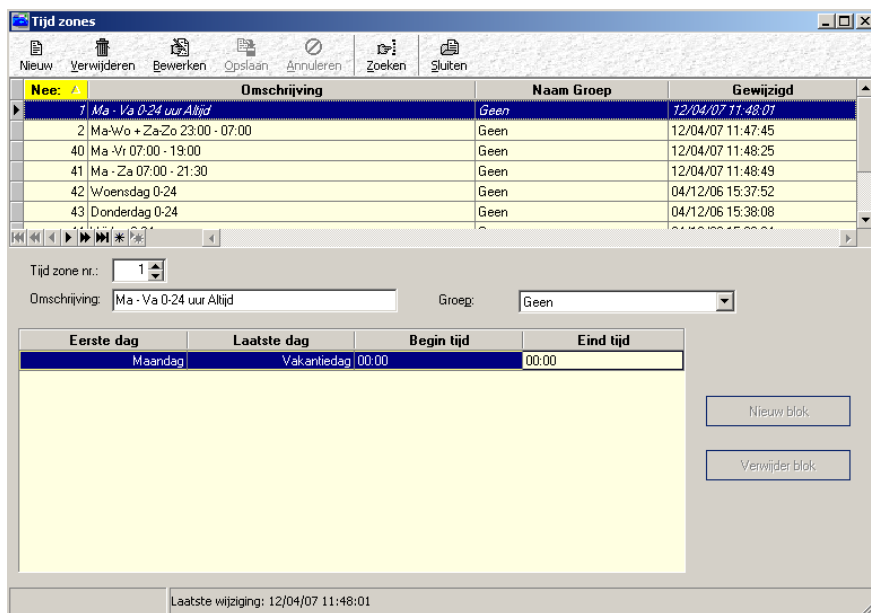 Tijd zones
Nieuw Verwijderen Bewerken Opslaan Annuleren Zoeken Sluiten
Nee: Omschrijving Naam Groep Gewijzigd
1 Ma - Va 0-24 uur Altijd Geen 12/04/07 11:48:01
2 Ma-Wo + Za-Zo 23:00 - 07:00 Geen 12/04/07 11:47:45
40 Ma -Vr 07:00 - 19:00 Geen 12/04/07 11:48:25
41 Ma - Za 07:00 - 21:30 Geen 12/04/07 11:48:49
42 Woensdag 0-24 Geen 04/12/06 15:37:52
43 Donderdag 0-24 Geen 04/12/06 15:38:08
Tijd zone nr.: 1
Omschrijving: Ma - Va 0-24 uur Altijd Groep: Geen
Eerste dag Laatste dag Begin tijd Eind tijd
Maandag Vakantiedag 00:00 00:00
Nieuw blok
Verwijder blok
Laatste wijziging: 12/04/07 11:48:01